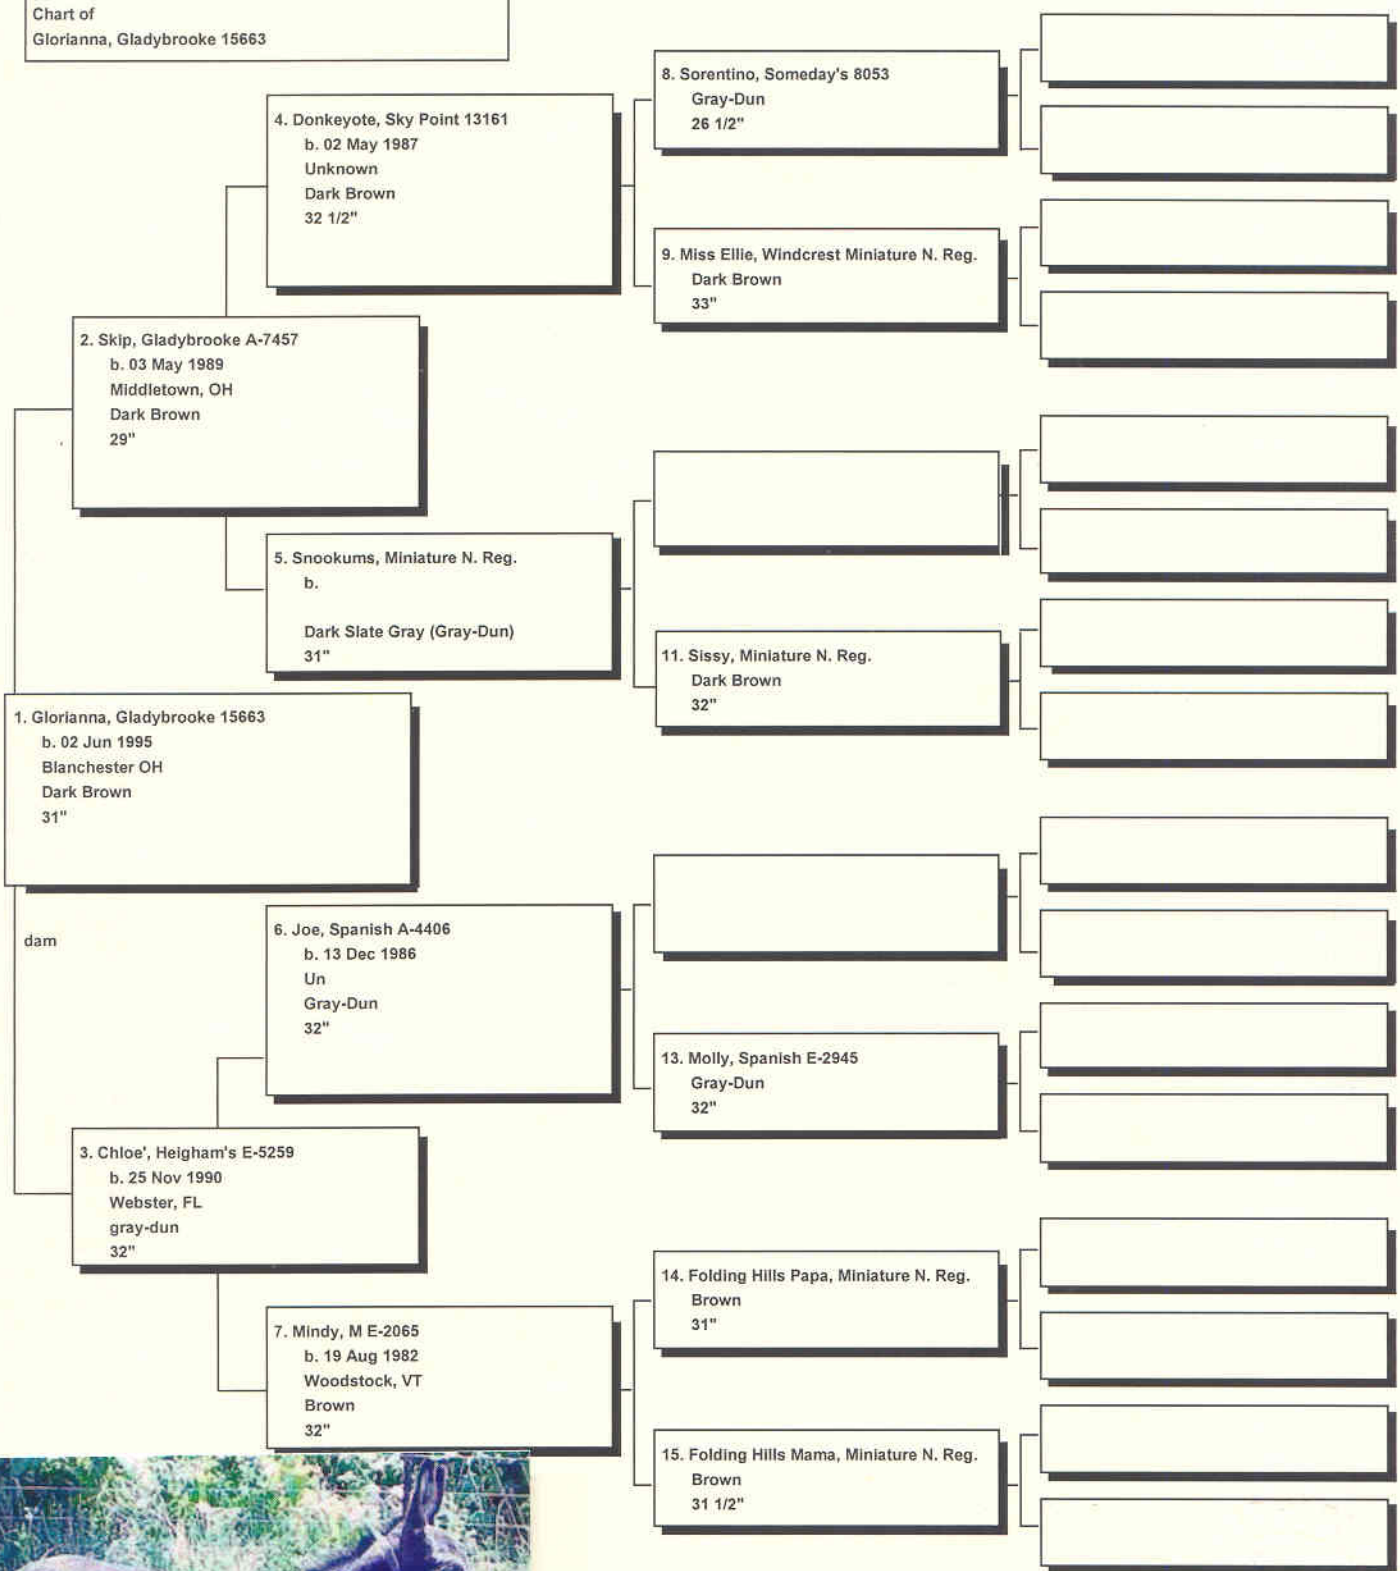 Chart of
Glorianna, Gladybrooke 15663
8. Sorentino, Someday's 8053
Gray-Dun
26 1/2"
4. Donkeyote, Sky Point 13161
b. 02 May 1987
Unknown
Dark Brown
32 1/2"
9. Miss Ellie, Windcrest Miniature N. Reg.
Dark Brown
33"
2. Skip, Gladybrooke A-7457
b. 03 May 1989
Middletown, OH
Dark Brown
29"
5. Snookums, Miniature N. Reg.
b.
Dark Slate Gray (Gray-Dun)
31"
11. Sissy, Miniature N. Reg.
Dark Brown
32"
1. Glorianna, Gladybrooke 15663
b. 02 Jun 1995
Blanchester OH
Dark Brown
31"
dam
6. Joe, Spanish A-4406
b. 13 Dec 1986
Un
Gray-Dun
32"
13. Molly, Spanish E-2945
Gray-Dun
32"
3. Chloe', Heigham's E-5259
b. 25 Nov 1990
Webster, FL
gray-dun
32"
14. Folding Hills Papa, Miniature N. Reg.
Brown
31"
7. Mindy, M E-2065
b. 19 Aug 1982
Woodstock, VT
Brown
32"
15. Folding Hills Mama, Miniature N. Reg.
Brown
31 1/2"